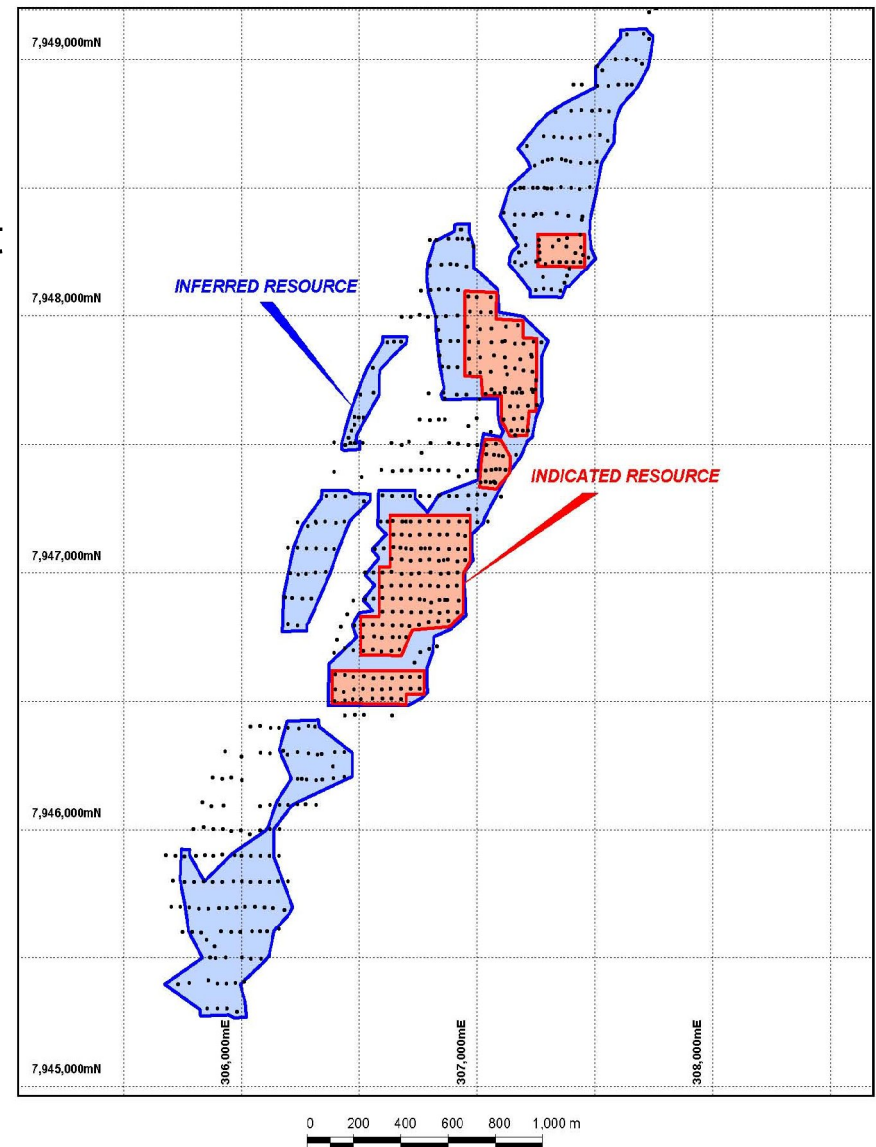 7,949,000mN
INFERRED RESOURCE
7,948,000mN
INDICATED RESOURCE
7,947,000mN
7,946,000mN
306,000mE
307,000mE
308,000mE
7,945,000mN
0 200 400 600 800 1,000 m